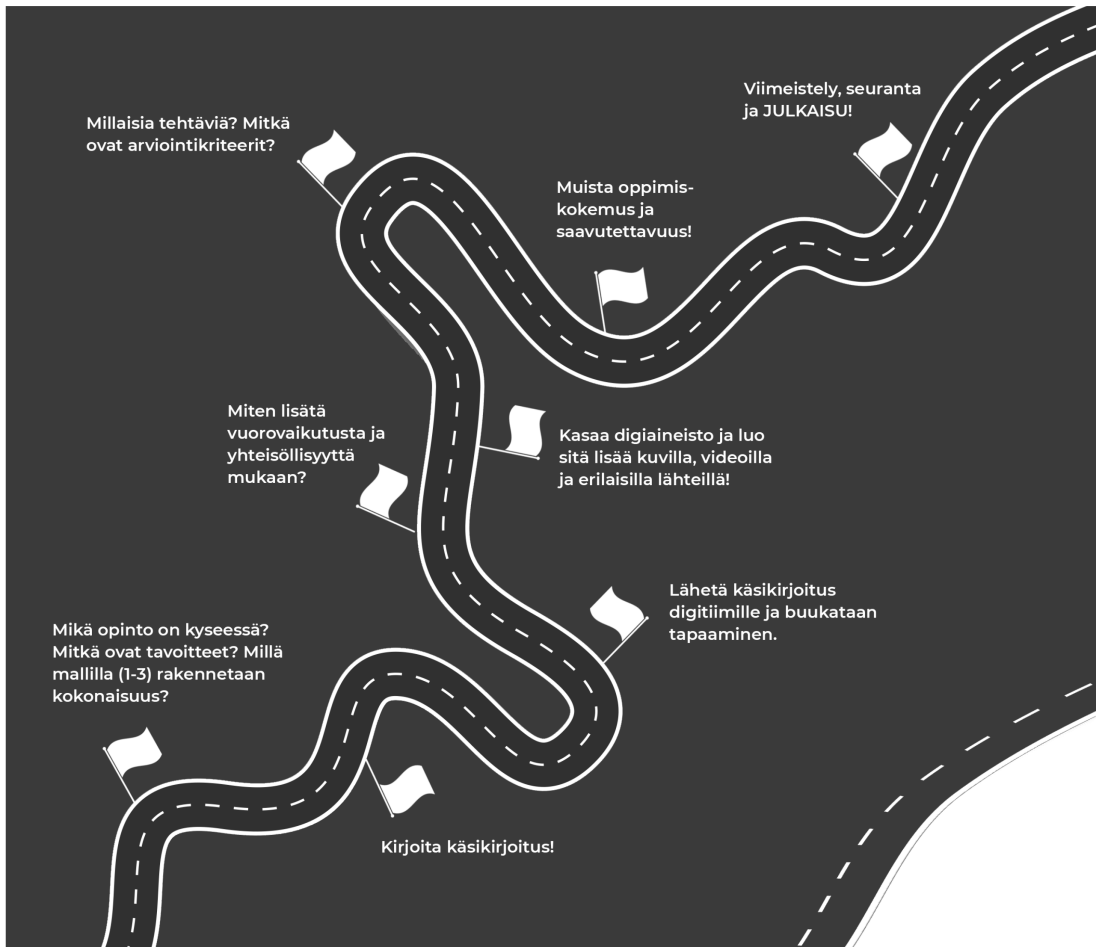 Viimeistely, seuranta
ja JULKAISU!
Millaisia tehtäviä? Mitkä
ovat arviointikriteerit?
Muista oppimis-
kokemus ja
saavutettavuus!
Miten lisätä
vuorovaikutusta ja
yhteisöllisyyttä
mukaan?
Kasaa digiaineisto ja luo
sitä lisää kuvilla, videoilla
ja erilaisilla lähteillä!
Lähetä käsikirjoitus
digitiimille ja buukataan
tapaaminen.
Mikä opinto on kyseessä?
Mitkä ovat tavoitteet? Millä
mallilla (1-3) rakennetaan
kokonaisuus?
Kirjoita käsikirjoitus!